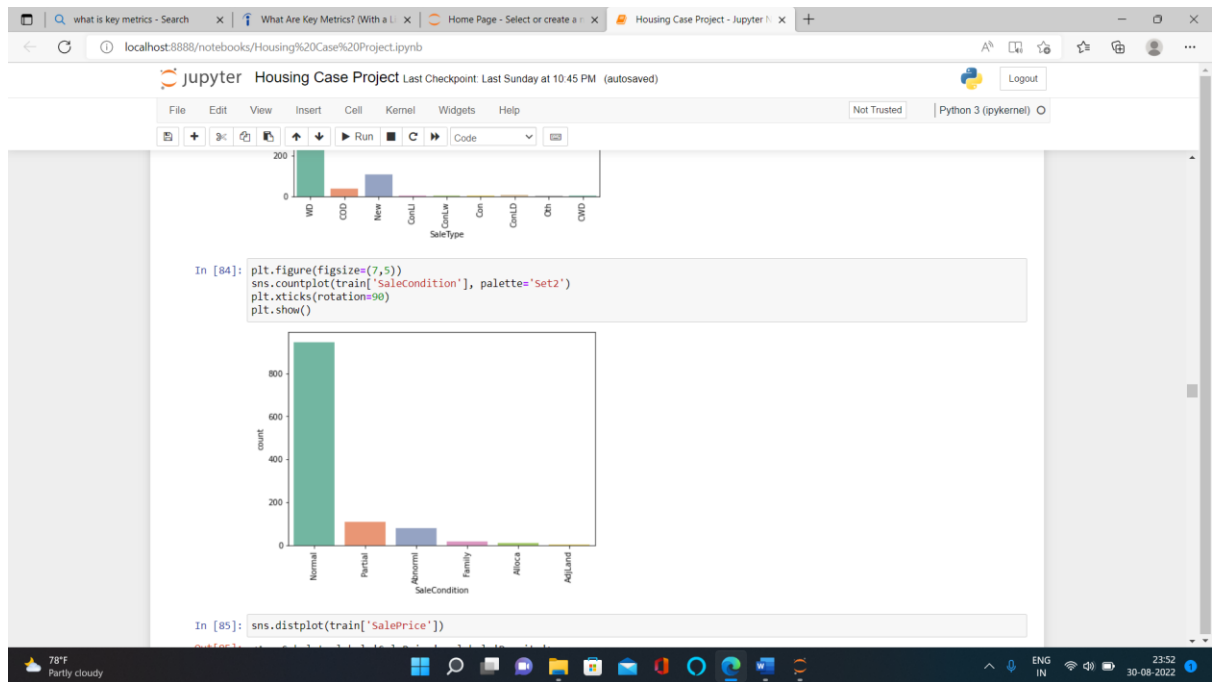 what is key metrics - Search
What Are Key Metrics? (With a Li
Home Page - Select or create a n
Housing Case Project - Jupyter N
localhost:8888/notebooks/Housing%20Case%20Project.ipynb
jupyter Housing Case Project Last Checkpoint: Last Sunday at 10:45 PM (autosaved)
Logout
File Edit View Insert Cell Kernel Widgets Help
Not Trusted
Python 3 (ipykernel)
Run
Code
200
0
WD COD New ConLI ConLw Con ConLD Oth CWD
SaleType
In [84]: plt.figure(figsize=(7,5))
sns.countplot(train['SaleCondition'], palette='Set2')
plt.xticks(rotation=90)
plt.show()
800
600
count
400
200
0
Normal Partial Abnorml Family Alloca AdjLand
SaleCondition
In [85]: sns.distplot(train['SalePrice'])
78°F
Partly cloudy
ENG
IN
23:52
30-08-2022
1